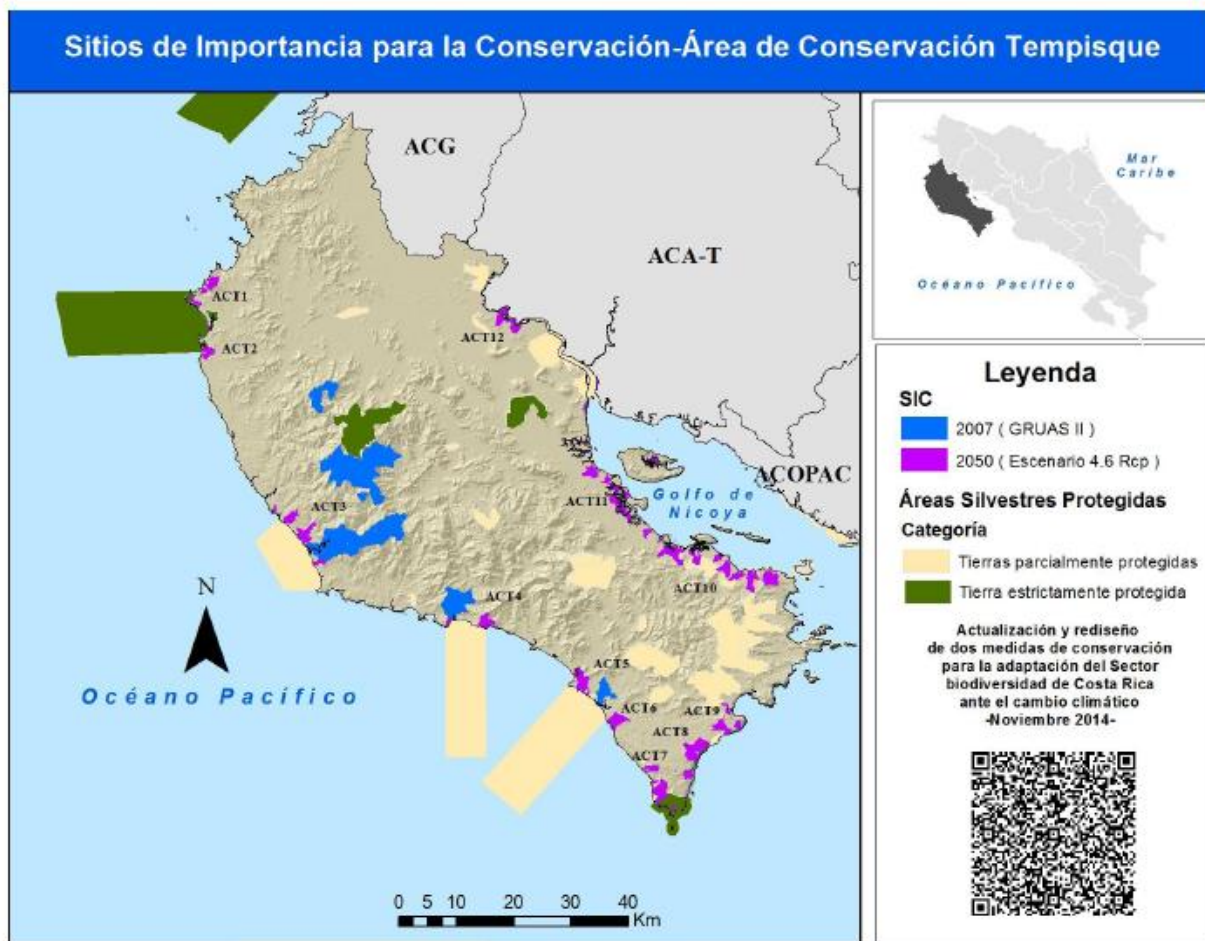 Sitios de Importancia para la Conservación-Área de Conservación Tempisque
ACG
ACA-T
ACOPAC
ACT1
ACT2
ACT12
ACT3
ACT11
Golfo de
Nicoya
ACT10
ACT4
ACT5
ACT6
ACT9
ACT8
ACT7
N
Océano Pacífico
0 5 10 20 30 40
Km
Mar
Caribe
Océano Pacífico
Leyenda
SIC
2007 ( GRUAS II )
2050 ( Escenario 4.6 Rcp )
Áreas Silvestres Protegidas
Categoría
Tierras parcialmente protegidas
Tierra estrictamente protegida
Actualización y rediseño
de dos medidas de conservación
para la adaptación del Sector
biodiversidad de Costa Rica
ante el cambio climático
-Noviembre 2014-